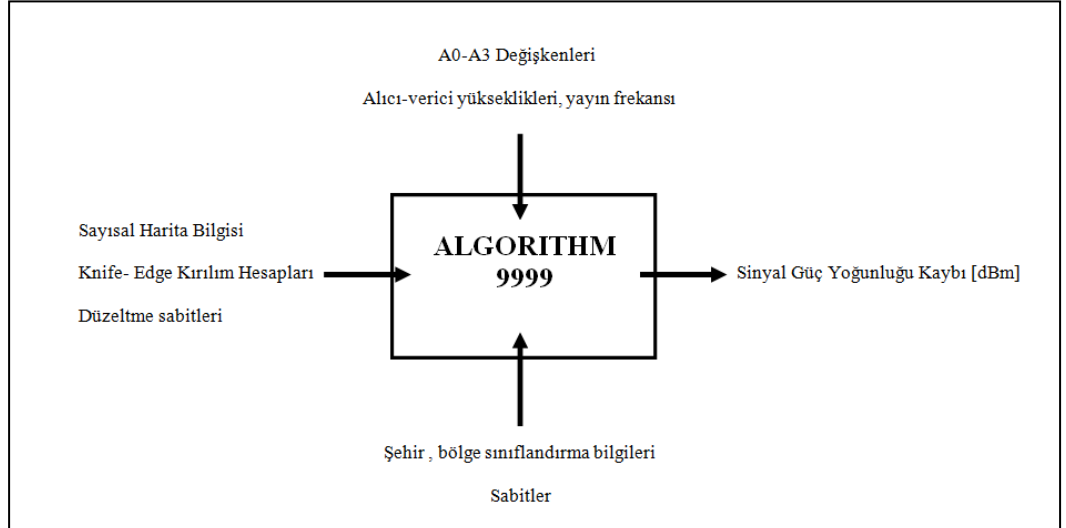 A0-A3 Değişkenleri
Alıcı-verici yükseklikleri, yayın frekansı
Sayısal Harita Bilgisi
Knife- Edge Kırılım Hesapları
Düzeltme sabitleri
ALGORITHM
9999
Sinyal Güç Yoğunluğu Kaybı [dBm]
Şehir , bölge sınıflandırma bilgileri
Sabitler